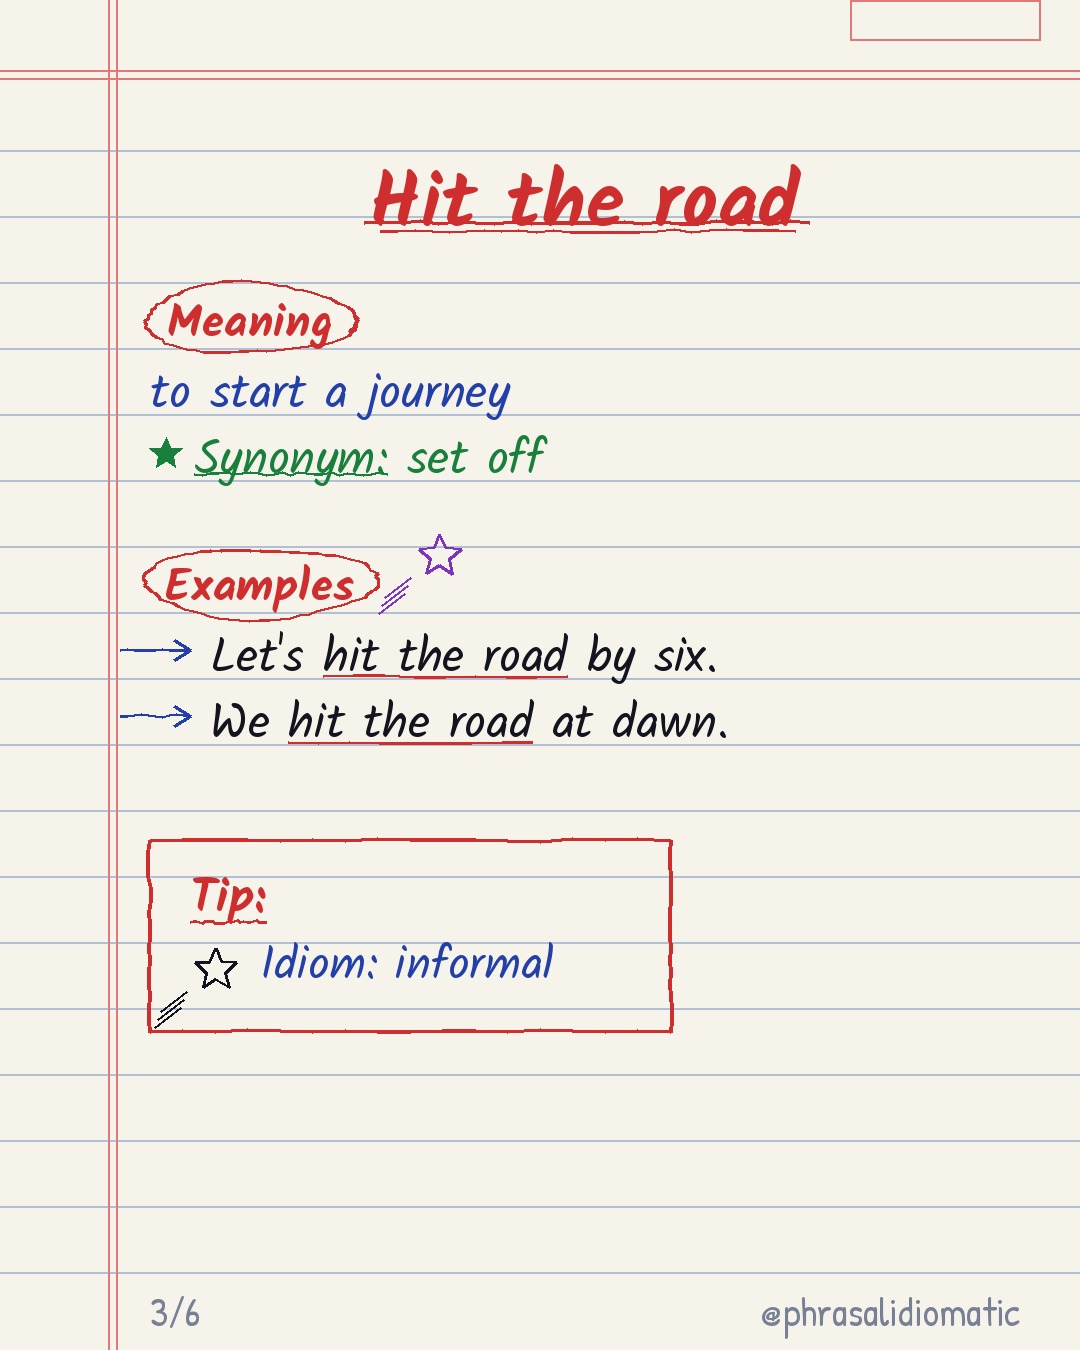 Hit the road
Meaning
to start a journey
Synonym: set off
Examples
Let's hit the road by six.
We hit the road at dawn.
Tip:
Idiom: informal
3/6
@phrasalidiomatic